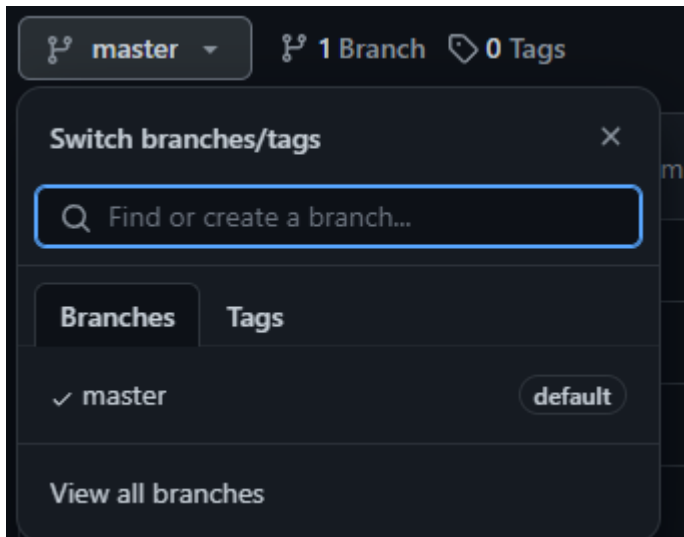 master 1 Branch 0 Tags
Switch branches/tags
m
Find or create a branch...
Branches Tags
master default
View all branches